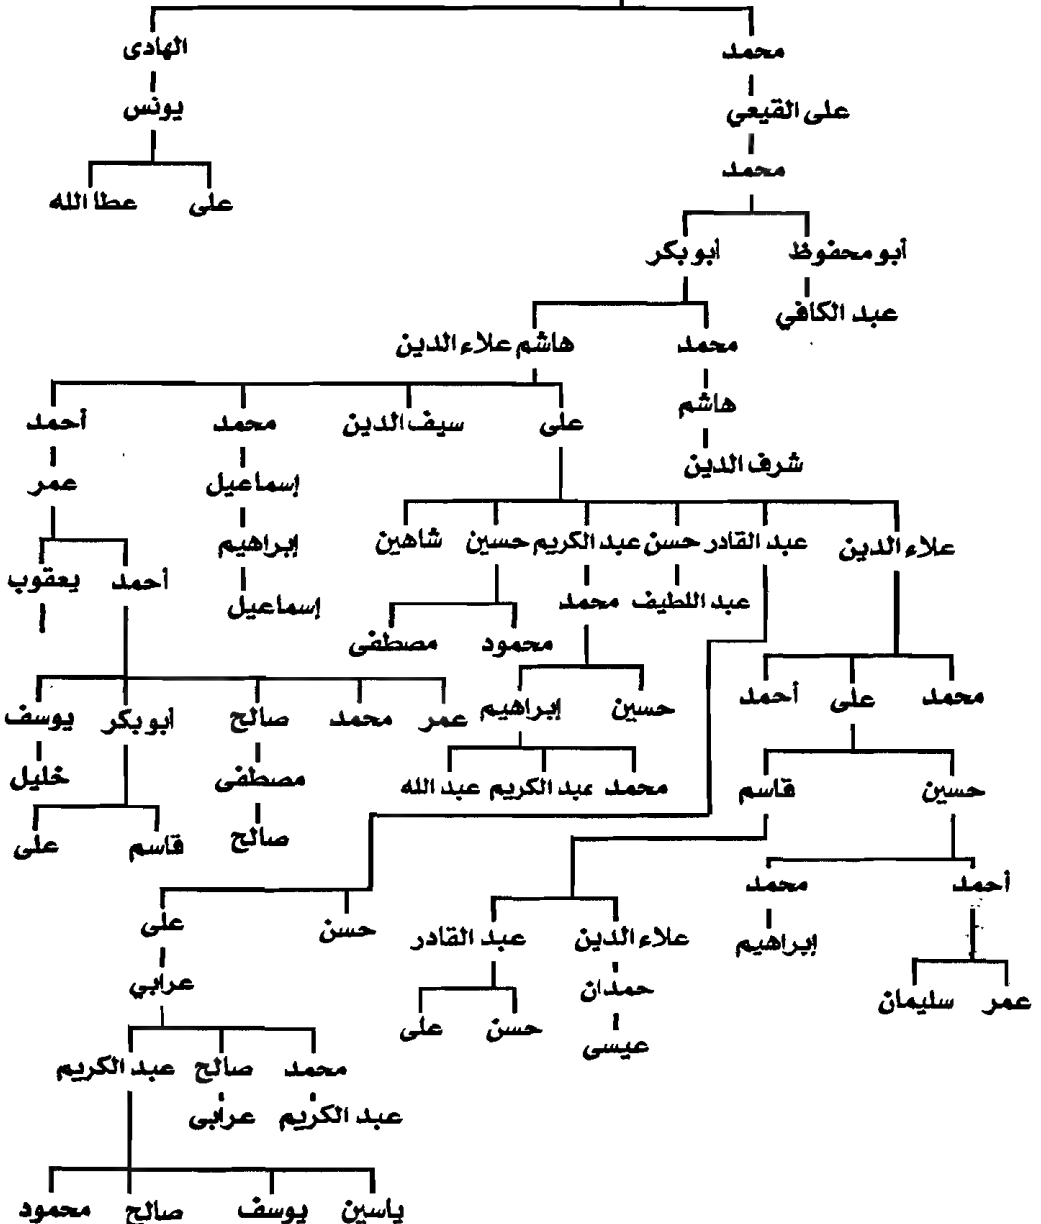 محمد الهادى
على القيعي يونس
محمد
على عطا الله
أبو محفوظ أبو بكر
عبد الكافي
محمد هاشم علاء الدين
هاشم
على سيف الدين محمد أحمد
شرف الدين
إسماعيل عمر
علاء الدين عبد القادر حسن عبد الكريم حسين شاهين إبراهيم
أحمد يعقوب
عبد اللطيف محمد إسماعيل
محمود مصطفى
محمد على أحمد
حسين إبراهيم عمر محمد صالح أبو بكر يوسف
حسين قاسم محمد عبد الكريم عبد الله مصطفى خليل
صالح قاسم على
أحمد محمد
على حسن
إبراهيم علاء الدين عبد القادر
عمر سليمان حمدان عرابي
حسن على
عيسى
محمد صالح عبد الكريم
عبد الكريم عرابى
ياسين يوسف صالح محمود